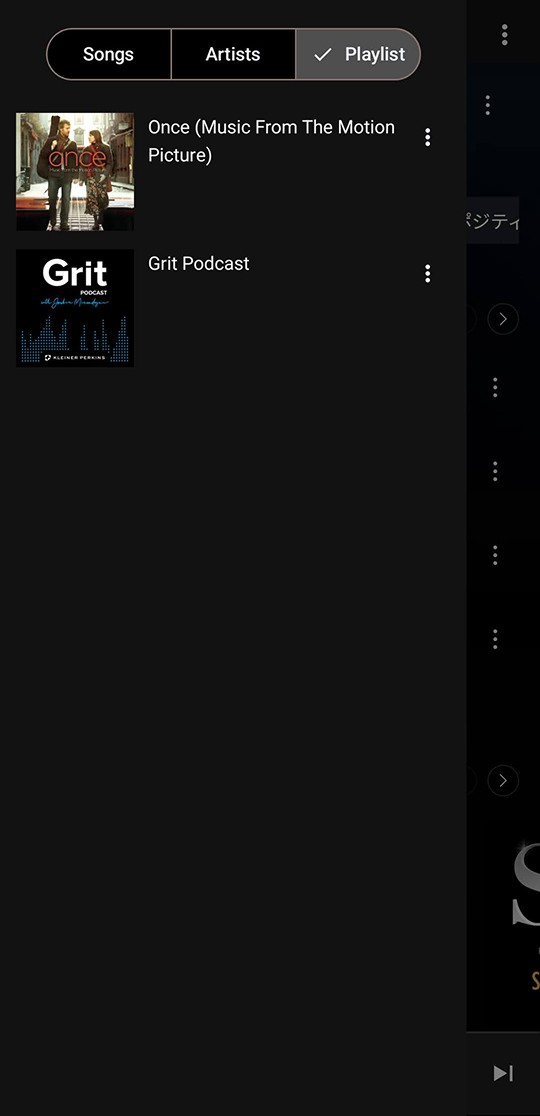 Songs
Artists
Playlist
once
Once (Music From The Motion
Picture)
Grit
PODCAST
KLEINER PERKINS
Grit Podcast
ポジティ
S
S